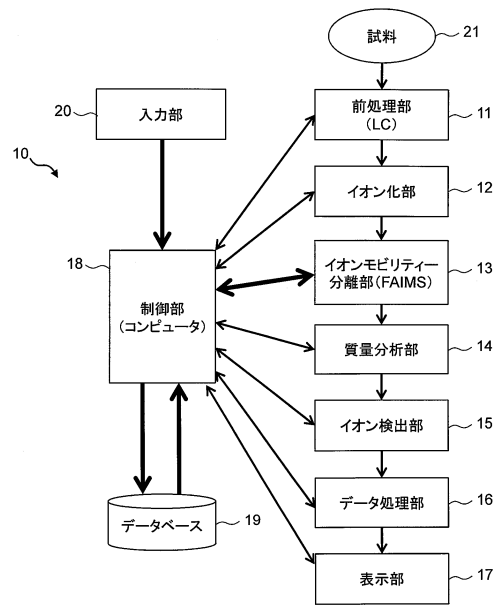 試料
21
前処理部
(LC)
11
20
入力部
10
イオン化部
12
18
制御部
(コンピュータ)
イオンモビリティー
分離部(FAIMS)
13
質量分析部
14
イオン検出部
15
データベース
19
データ処理部
16
表示部
17